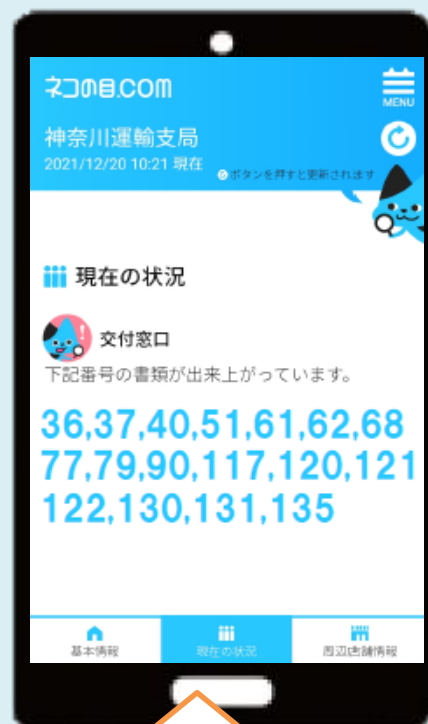 ネコの目.COM
MENU
神奈川運輸支局
2021/12/20 10:21 現在
ボタンを押すと更新されます
現在の状況
交付窓口
下記番号の書類が出来上がっています。
36,37,40,51,61,62,68
77,79,90,117,120,121
122,130,131,135
基本情報
現在の状況
周辺店舗情報